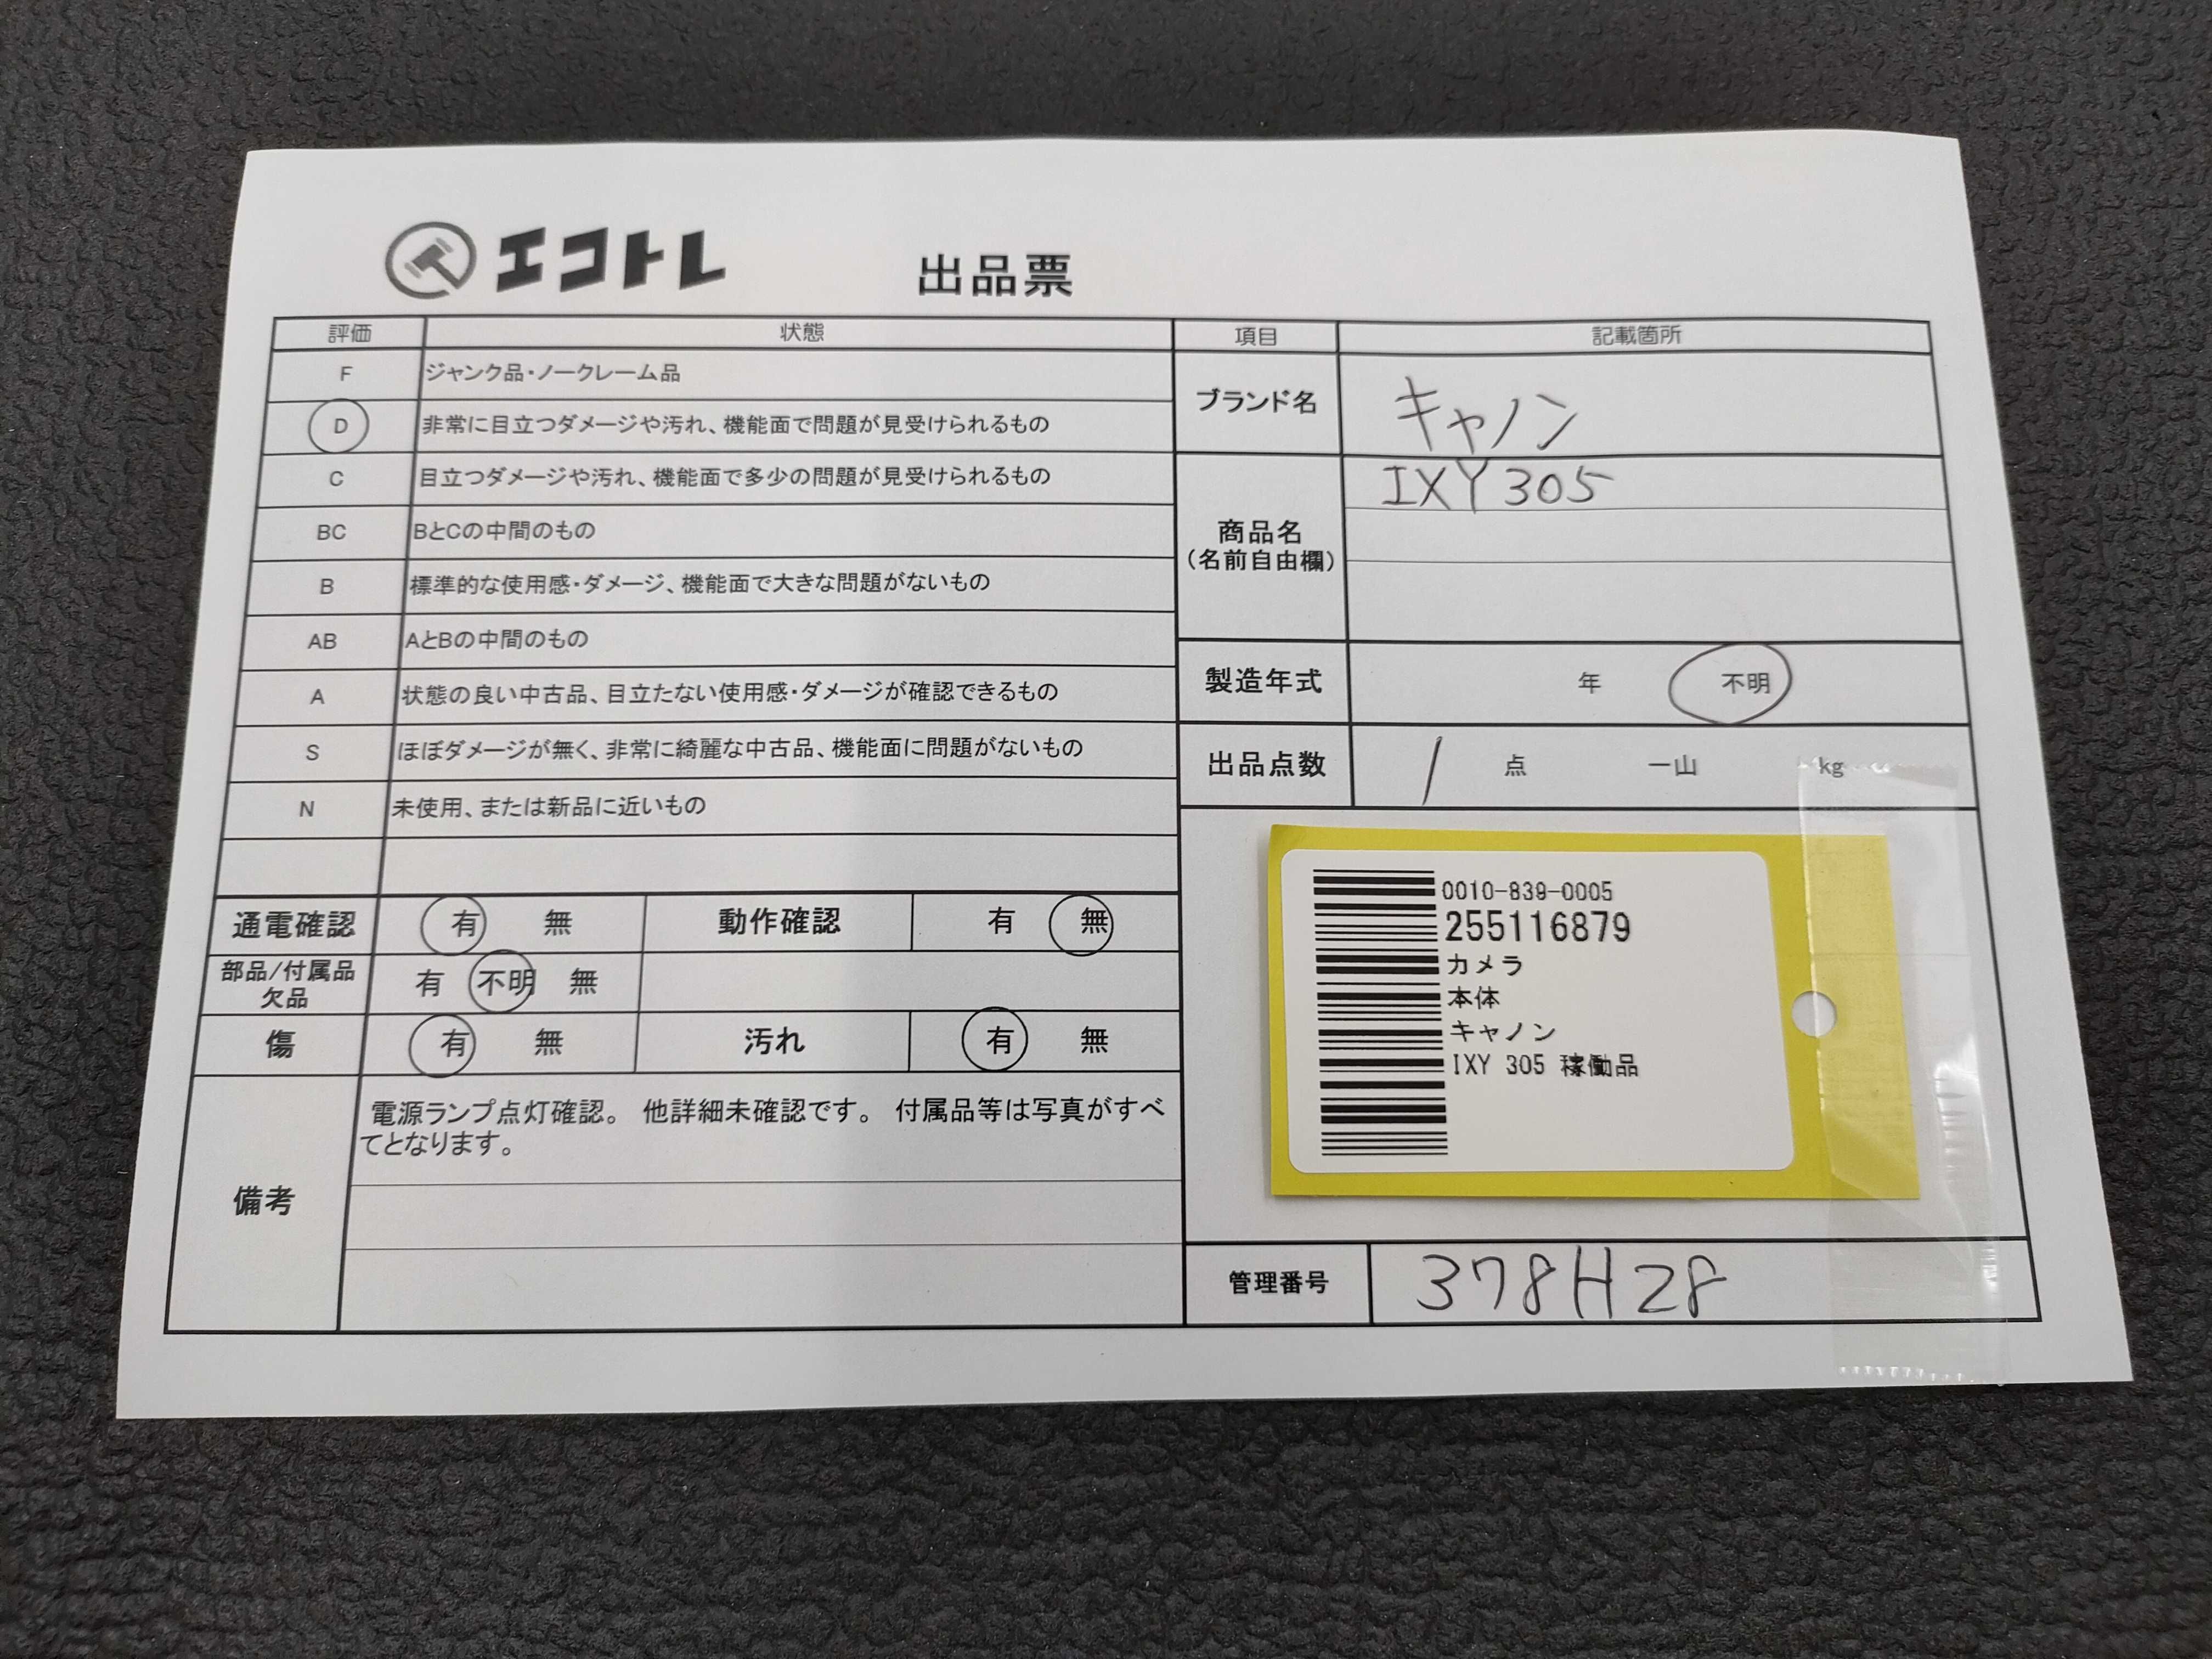 エコトレ 出品票
評価 状態
F ジャンク品・ノークレーム品
D 非常に目立つダメージや汚れ、機能面で問題が見受けられるもの
C 目立つダメージや汚れ、機能面で多少の問題が見受けられるもの
BC BとCの中間のもの
B 標準的な使用感・ダメージ、機能面で大きな問題がないもの
AB AとBの中間のもの
A 状態の良い中古品、目立たない使用感・ダメージが確認できるもの
S ほぼダメージが無く、非常に綺麗な中古品、機能面に問題がないもの
N 未使用、または新品に近いもの
通電確認 有 無 動作確認 有 無
部品/付属品
欠品 有 不明 無
傷 有 無 汚れ 有 無
備考
電源ランプ点灯確認。 他詳細未確認です。 付属品等は写真がすべ
てとなります。
項目 記載箇所
ブランド名 キャノン
商品名
(名前自由欄)
IXY 305
製造年式 年 不明
出品点数 1 点 一山 kg
0010-839-0005
255116879
カメラ
本体
キャノン
IXY 305 稼働品
管理番号 378H28